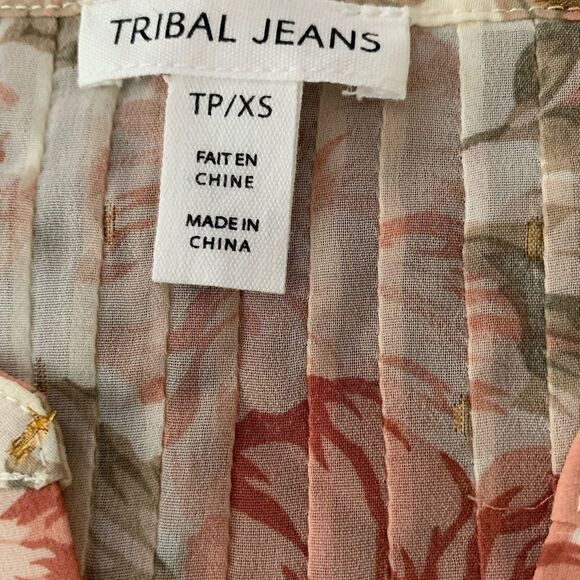 TRIBAL JEANS
TP/XS
FAIT EN
CHINE
MADE IN
CHINA